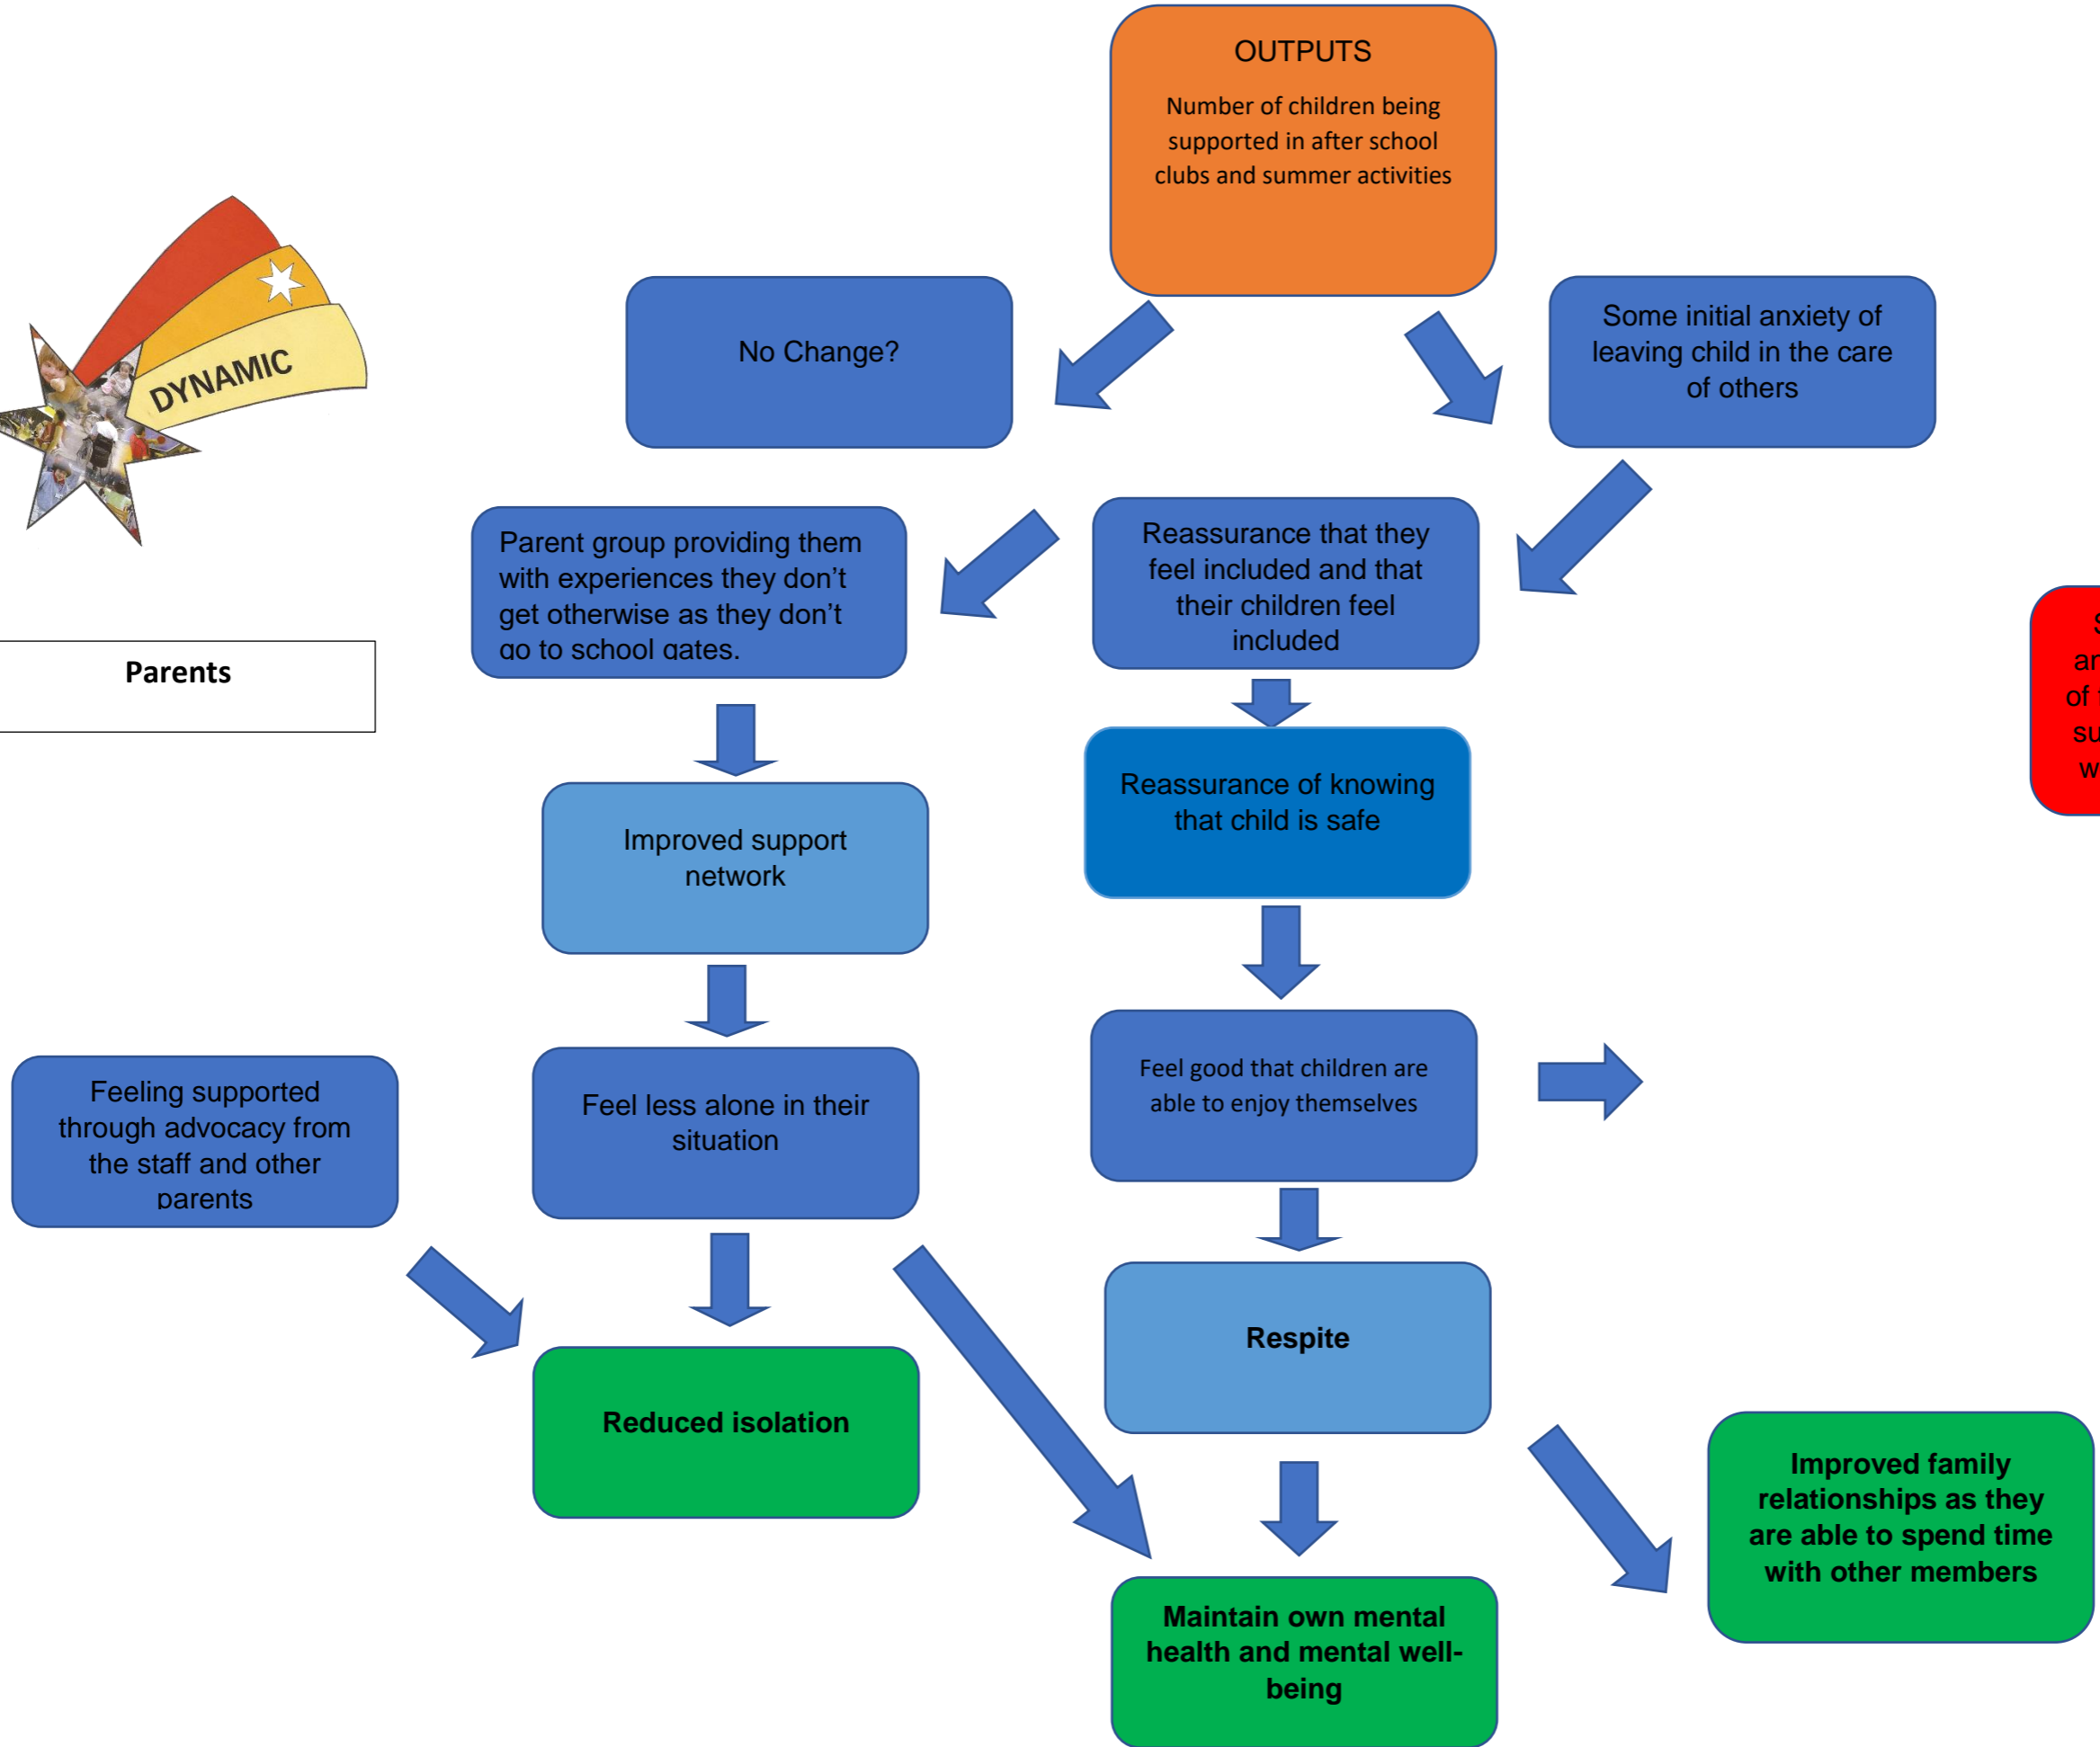 OUTPUTS
Number of children being
supported in after school
clubs and summer activities
No Change?
Some initial anxiety of
leaving child in the care
of others
DYNAMIC
Parent group providing them
with experiences they don’t
get otherwise as they don’t
go to school gates.
Reassurance that they
feel included and that
their children feel
included
Parents
of
Reassurance of knowing
that child is safe
Improved support
network
Feeling supported
through advocacy from
the staff and other
parents
Feel less alone in their
situation
Feel good that children are
able to enjoy themselves
Respite
Reduced isolation
Improved family
relationships as they
are able to spend time
with other members
Maintain own mental
health and mental well-
being